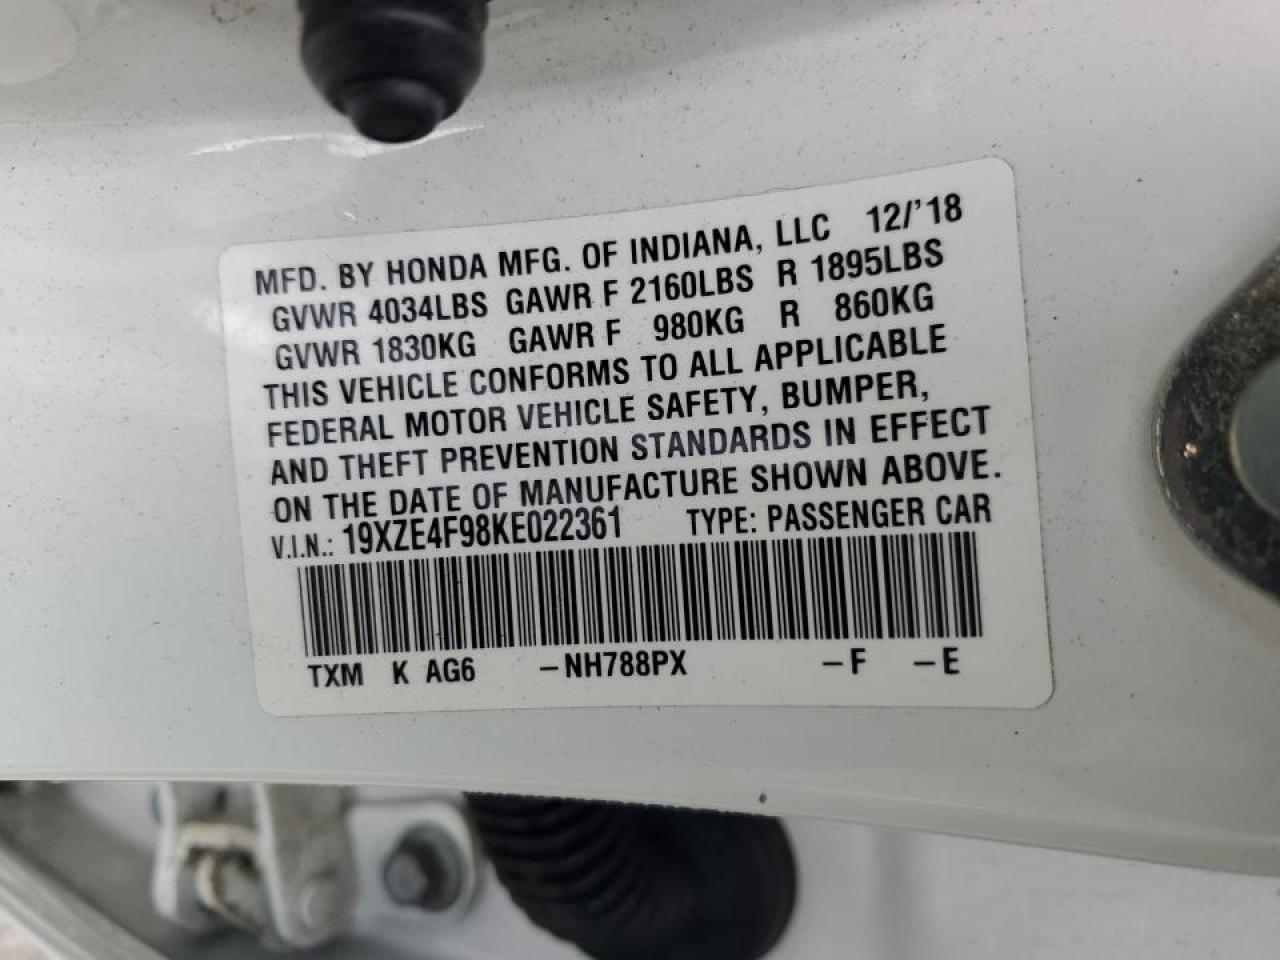 MFD. BY HONDA MFG. OF INDIANA, LLC 12/'18
GVWR 4034LBS GAWR F 2160LBS R 1895LBS
GVWR 1830KG GAWR F 980KG R 860KG
THIS VEHICLE CONFORMS TO ALL APPLICABLE
FEDERAL MOTOR VEHICLE SAFETY, BUMPER,
AND THEFT PREVENTION STANDARDS IN EFFECT
ON THE DATE OF MANUFACTURE SHOWN ABOVE.
V.I.N.: 19XZE4F98KE022361 TYPE: PASSENGER CAR
TXM K AG6 –NH788PX –F –E